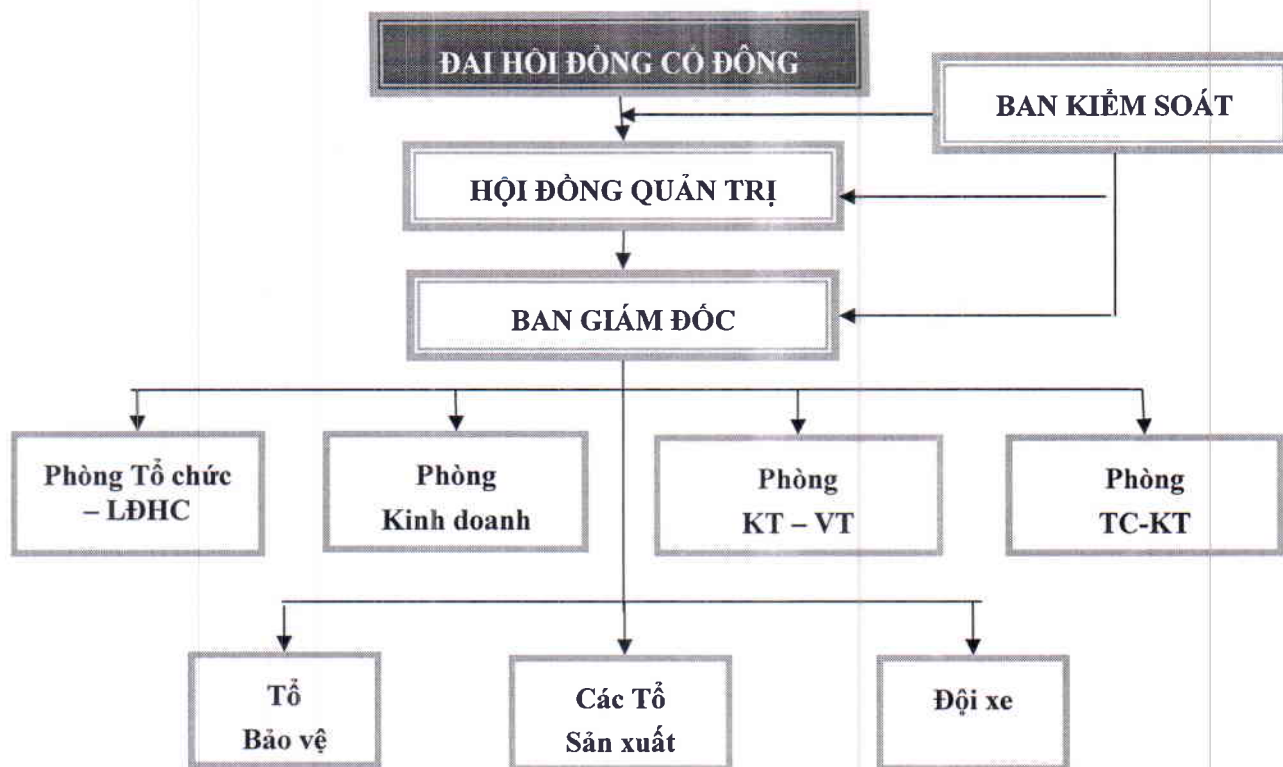 ĐẠI HỘI ĐỒNG CỔ ĐÔNG
BAN KIỂM SOÁT
HỘI ĐỒNG QUẢN TRỊ
BAN GIÁM ĐỐC
Phòng Tổ chức
– LĐHC
Phòng
Kinh doanh
Phòng
KT – VT
Phòng
TC-KT
Tổ
Bảo vệ
Các Tổ
Sản xuất
Đội xe